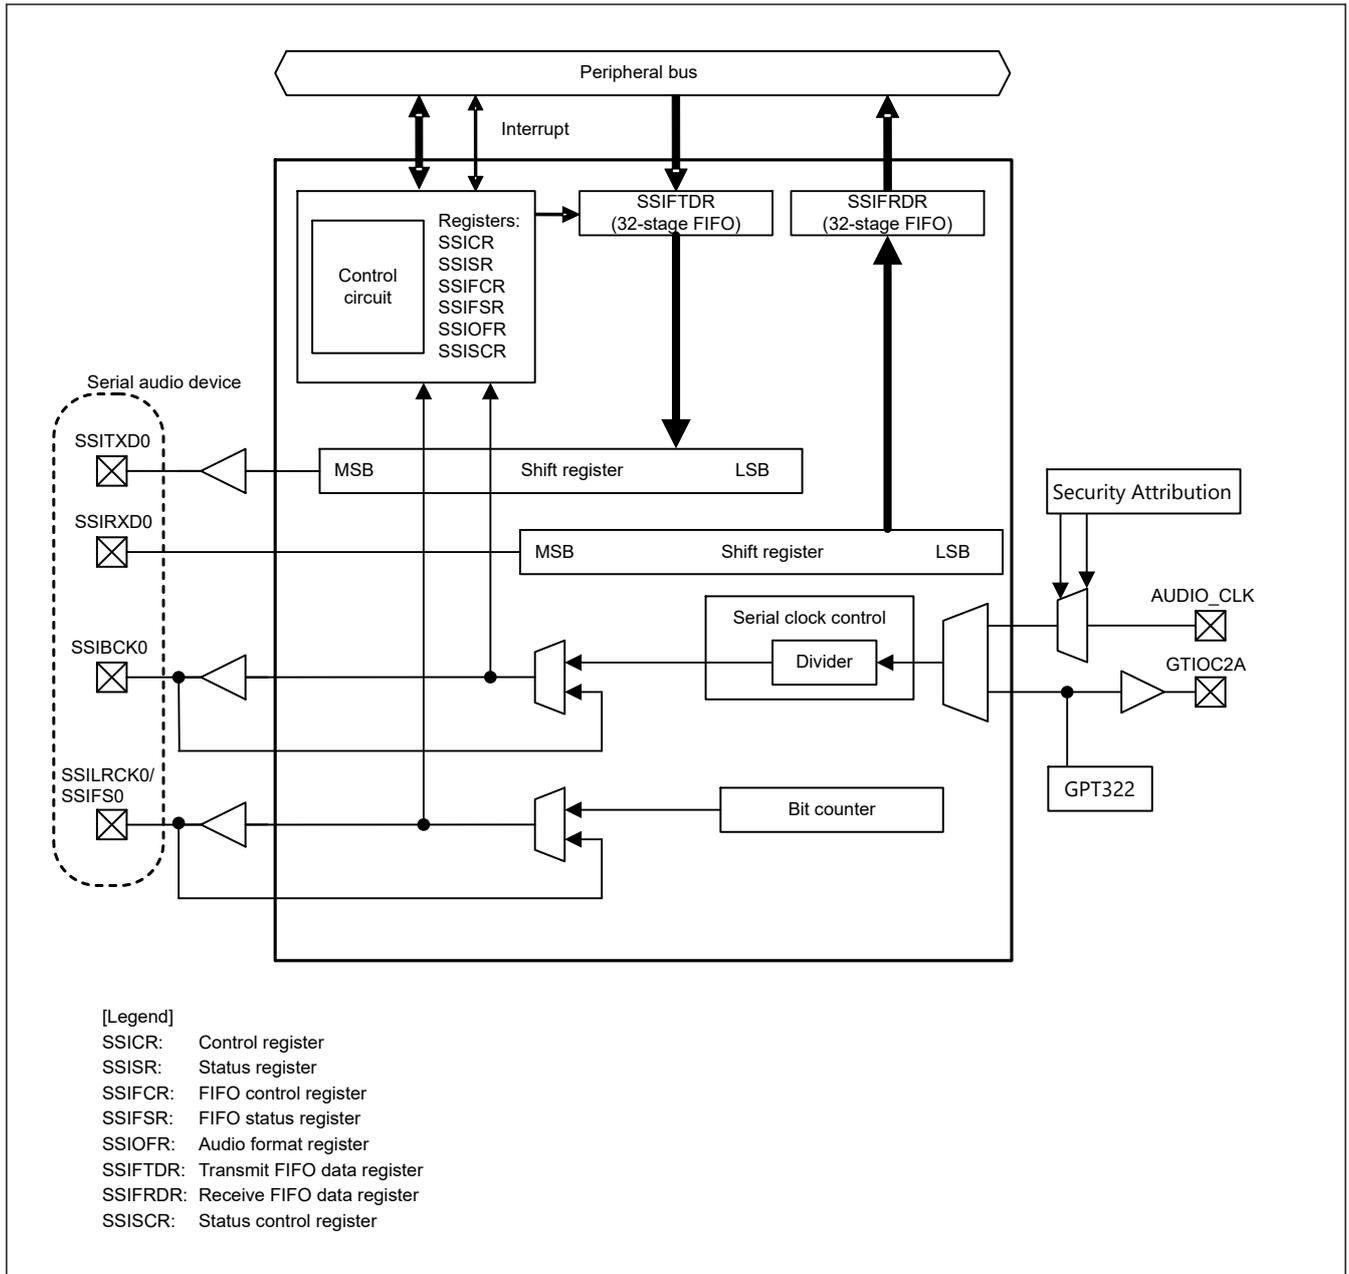 Peripheral bus
Interrupt
SSIFTDR
(32-stage FIFO)
SSIFRDR
(32-stage FIFO)
Registers:
SSICR
SSISR
SSIFCR
SSIFSR
SSIOFR
SSISCR
Control
circuit
Serial audio device
SSITXD0
MSB Shift register LSB
SSIRXD0
MSB Shift register LSB
Security Attribution
AUDIO_CLK
Serial clock control
Divider
SSIBCK0
GTIOC2A
GPT322
SSILRCK0/
SSIFS0
Bit counter
[Legend]
SSICR: Control register
SSISR: Status register
SSIFCR: FIFO control register
SSIFSR: FIFO status register
SSIOFR: Audio format register
SSIFTDR: Transmit FIFO data register
SSIFRDR: Receive FIFO data register
SSISCR: Status control register